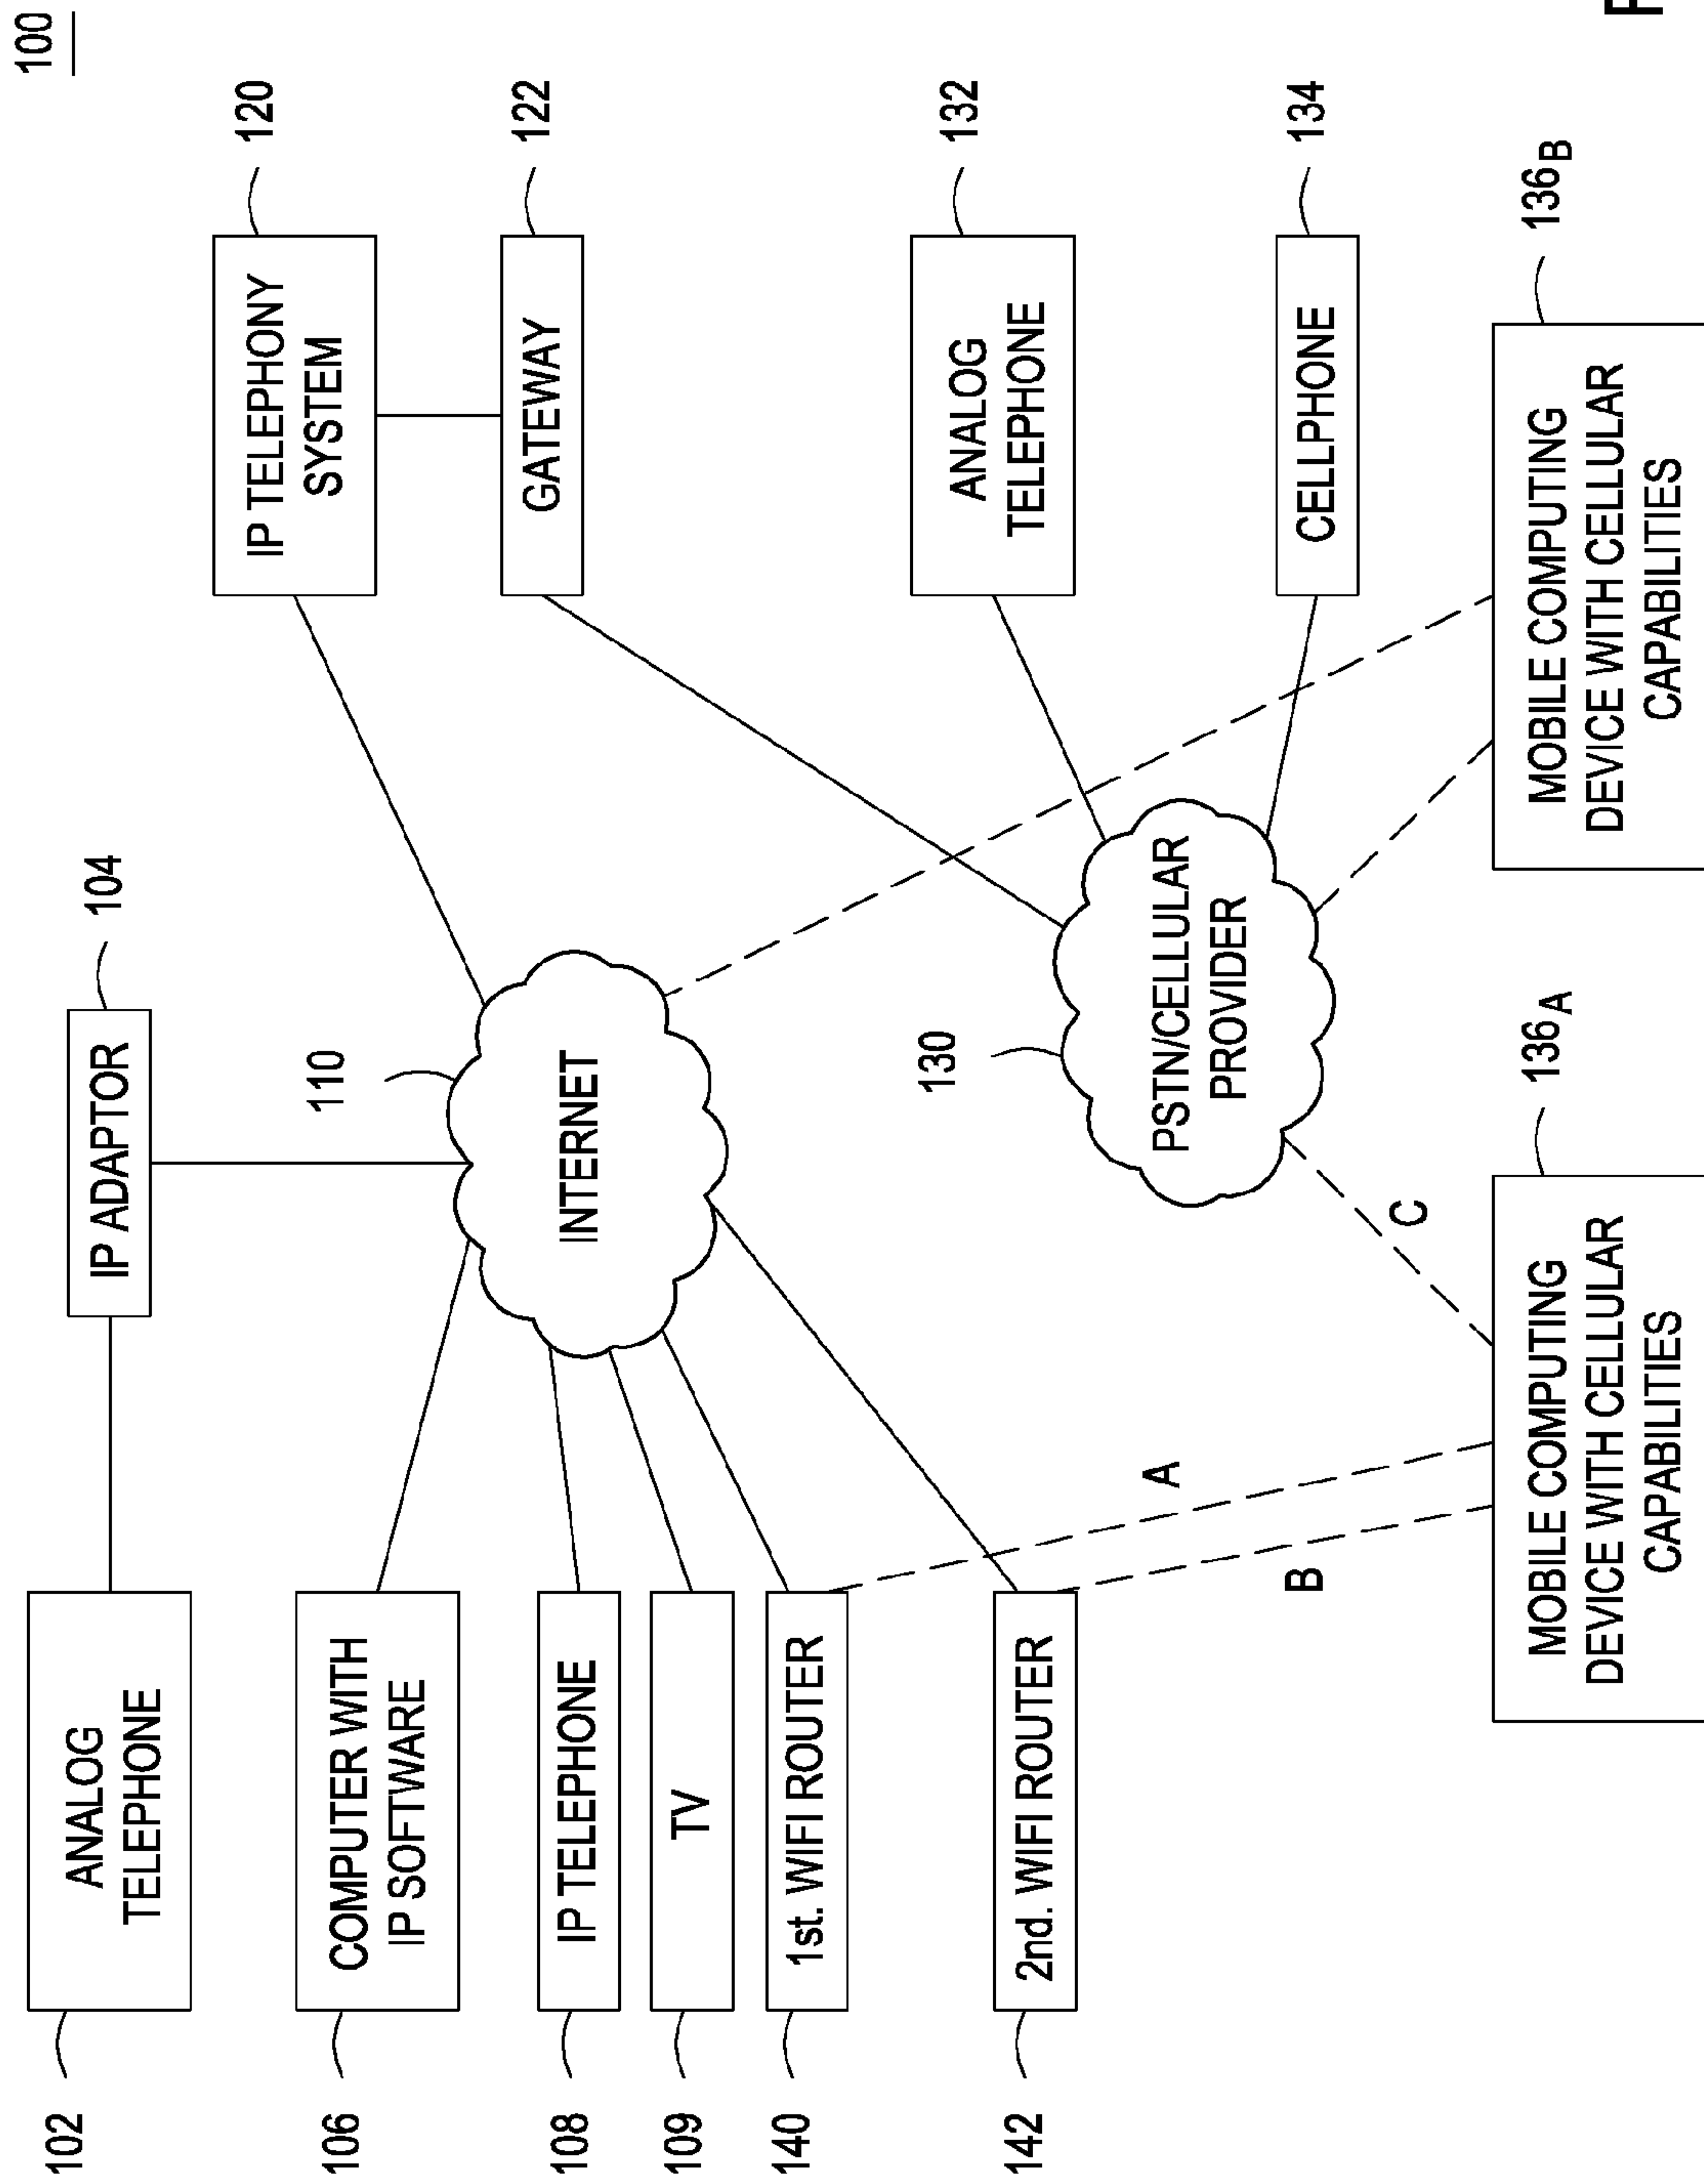 100
ANALOG
TELEPHONE
102
IP ADAPTOR
104
IP TELEPHONY
SYSTEM
120
COMPUTER WITH
IP SOFTWARE
106
110
INTERNET
GATEWAY
122
IP TELEPHONE
108
TV
109
1st. WIFI ROUTER
140
2nd. WIFI ROUTER
142
130
PSTN/CELLULAR
PROVIDER
ANALOG
TELEPHONE
132
CELLPHONE
134
A
B
C
MOBILE COMPUTING
DEVICE WITH CELLULAR
CAPABILITIES
136A
MOBILE COMPUTING
DEVICE WITH CELLULAR
CAPABILITIES
136B